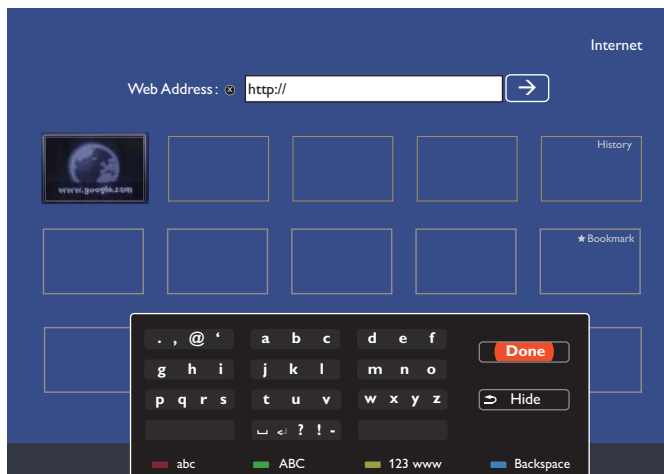 Internet
Web Address : http://
www.google.com
History
★ Bookmark
. , @ ‘ a b c d e f
Done
g h i j k l m n o
p q r s t u v w x y z
Hide
␣ ↲ ? ! -
abc ABC 123 www Backspace